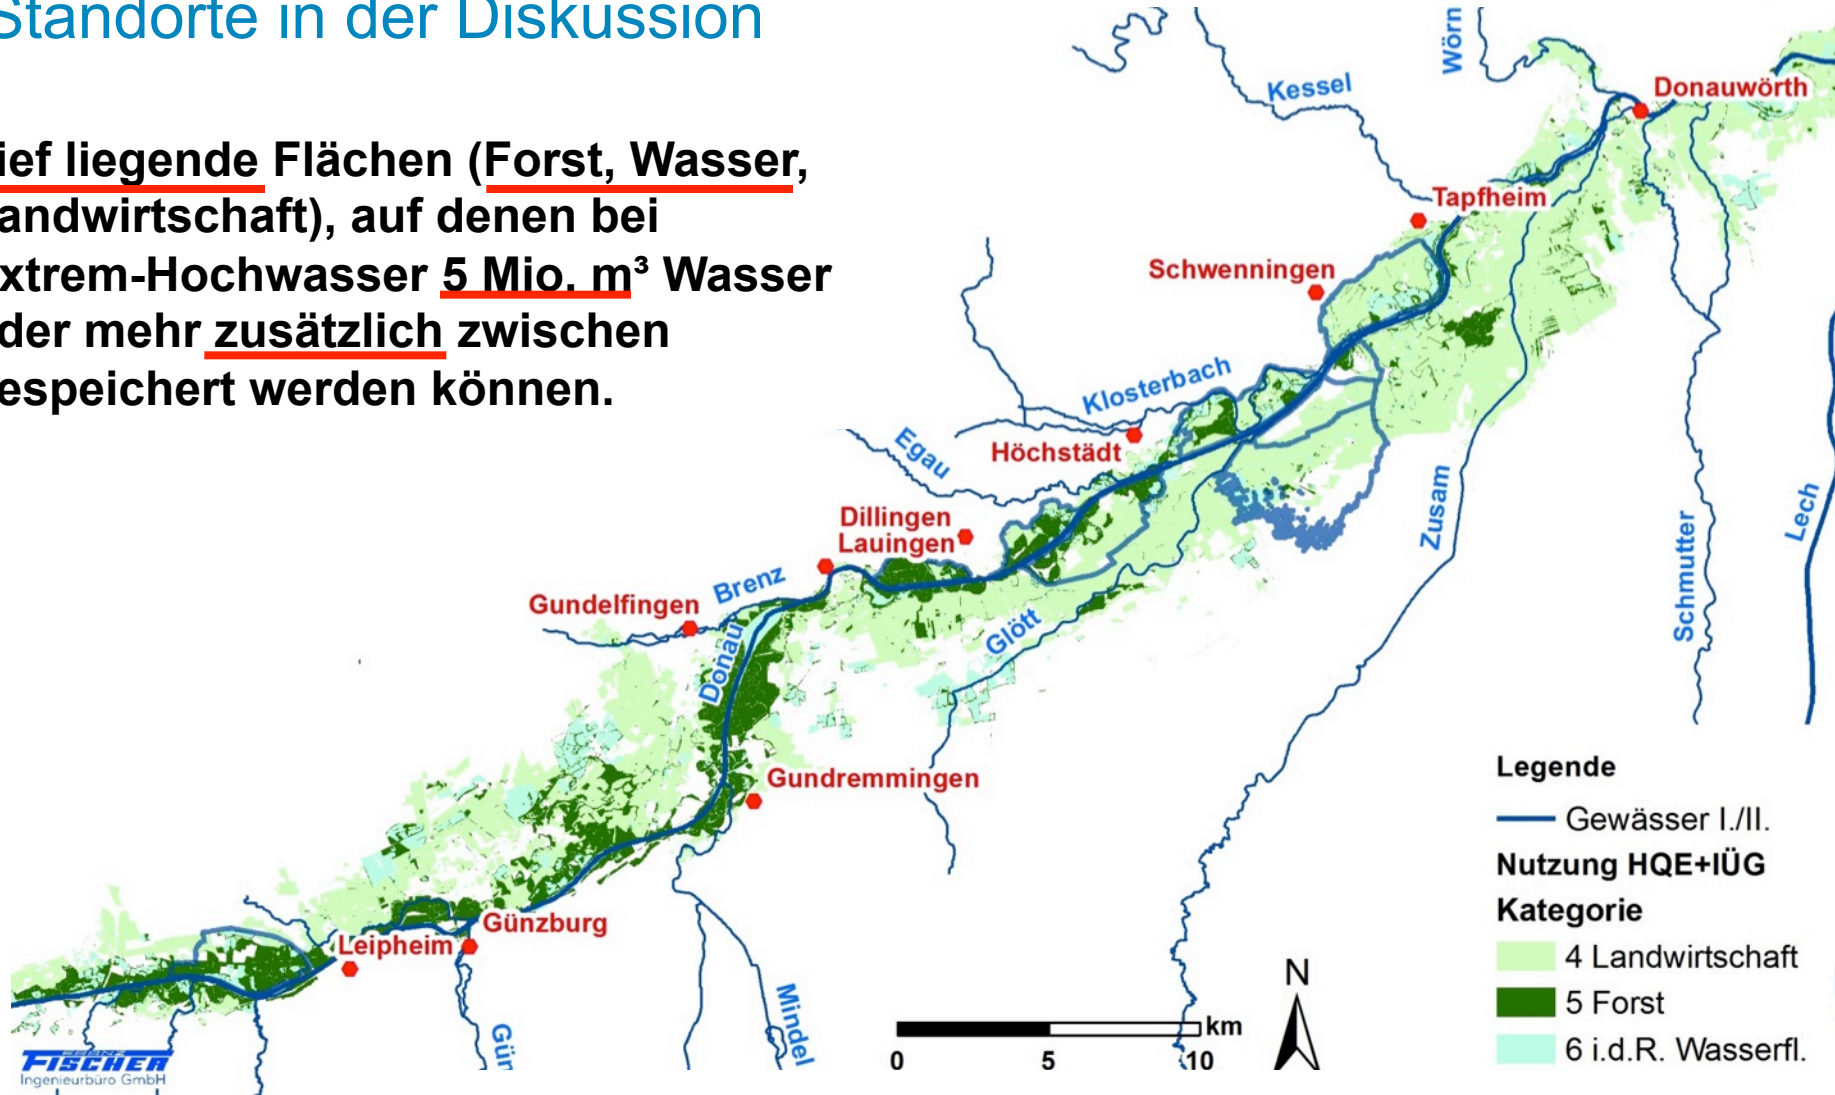 Standorte in der Diskussion
ief liegende Flächen (Forst, Wasser,
andwirtschaft), auf denen bei
xtrem-Hochwasser 5 Mio. m³ Wasser
der mehr zusätzlich zwischen
espeichert werden können.
Wörn
Kessel
Donauwörth
Tapfheim
Schwenningen
Klosterbach
Egau
Höchstädt
Zusam
Schmutter
Lech
Dillingen
Lauingen
Brenz
Gundelfingen
Donau
Glött
Gundremmingen
Günzburg
Leipheim
Mindel
Gün
Legende
Gewässer I./II.
Nutzung HQE+IÜG
Kategorie
4 Landwirtschaft
5 Forst
6 i.d.R. Wasserfl.
N
km
0 5 10
FRANZ
FISCHER
Ingenieurbüro GmbH